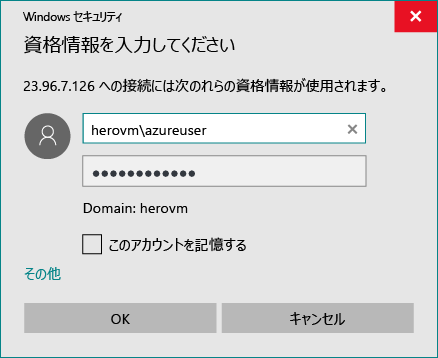 Windows セキュリティ
資格情報を入力してください
23.96.7.126 への接続には次のれらの資格情報が使用されます。
herovm\azureuser
●●●●●●●●●●●●
Domain: herovm
このアカウントを記憶する
その他
OK
キャンセル